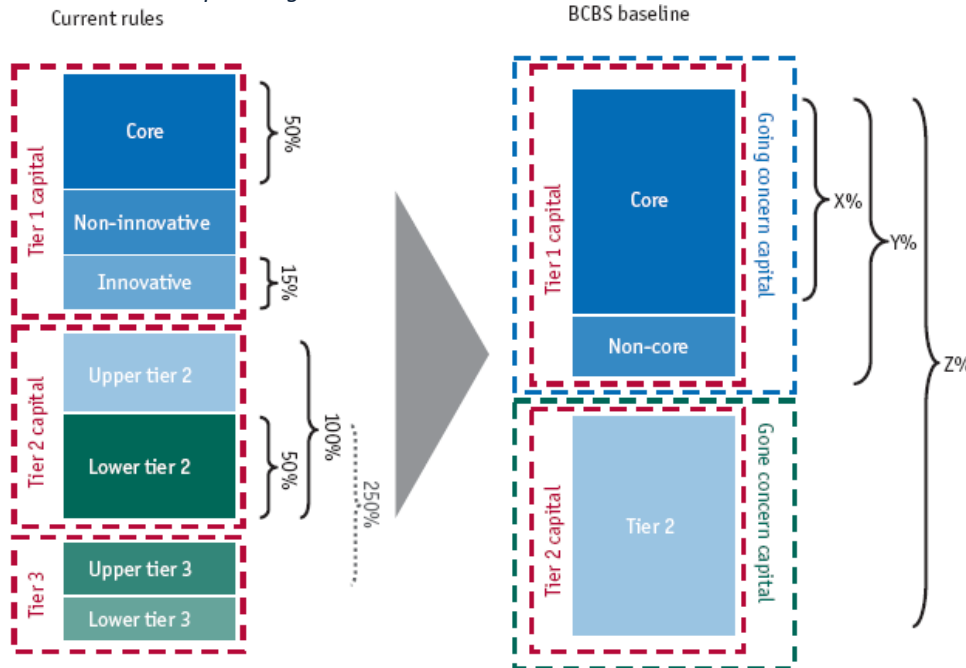 Current rules
BCBS baseline
Tier 1 capital
Core
50%
Non-innovative
Innovative
15%
Tier 2 capital
Upper tier 2
Lower tier 2
50%
100%
250%
Tier 3
Upper tier 3
Lower tier 3
Going concern capital
Tier 1 capital
Core
Non-core
X%
Y%
Z%
Gone concern capital
Tier 2 capital
Tier 2